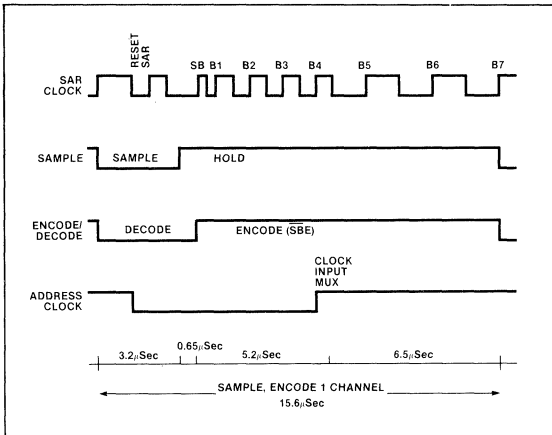 RESET
SAR
SB B1 B2 B3 B4 B5 B6 B7
SAR
CLOCK
SAMPLE SAMPLE HOLD
ENCODE/
DECODE DECODE ENCODE (S̅B̅E)
CLOCK
INPUT
MUX
ADDRESS
CLOCK
0.65μSec
3.2μSec 5.2μSec 6.5μSec
SAMPLE, ENCODE 1 CHANNEL
15.6μSec